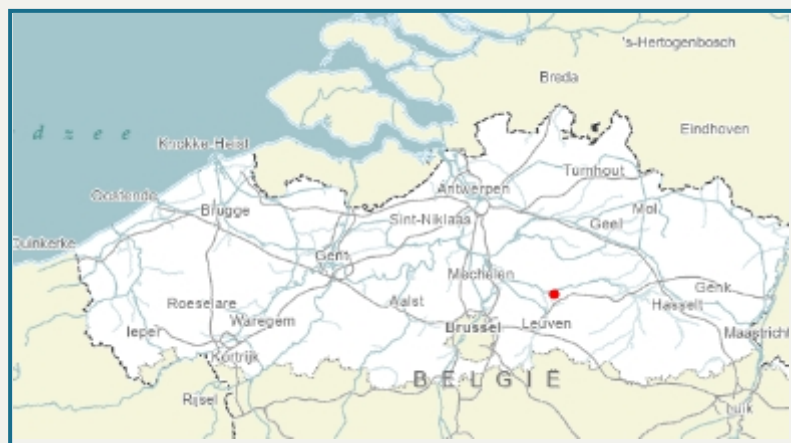 's-Hertogenbosch
Breda
d z e e
Eindhoven
Knokke-Heist
Turnhout
Antwerpen
Oostende
Mol
Brugge
Sint-Niklaas
Geel
Duinkerke
Gent
Mechelen
Genk
Roeselare
Aalst
Hasselt
Waregem
Leuven
Ieper
Brussel
Maastricht
Kortrijk
BELGIË
Rijsel
Luik